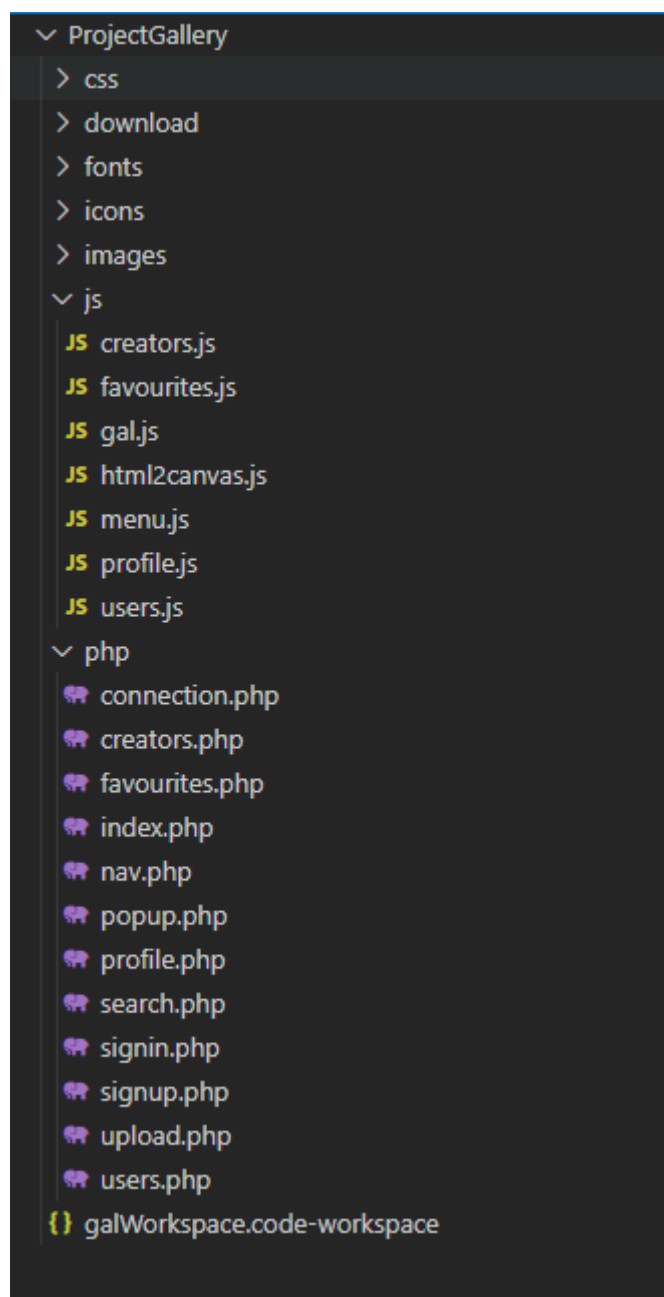 ProjectGallery
css
download
fonts
icons
images
js
JS creators.js
JS favourites.js
JS gal.js
JS html2canvas.js
JS menu.js
JS profile.js
JS users.js
php
connection.php
creators.php
favourites.php
index.php
nav.php
popup.php
profile.php
search.php
signin.php
signup.php
upload.php
users.php
{} galWorkspace.code-workspace